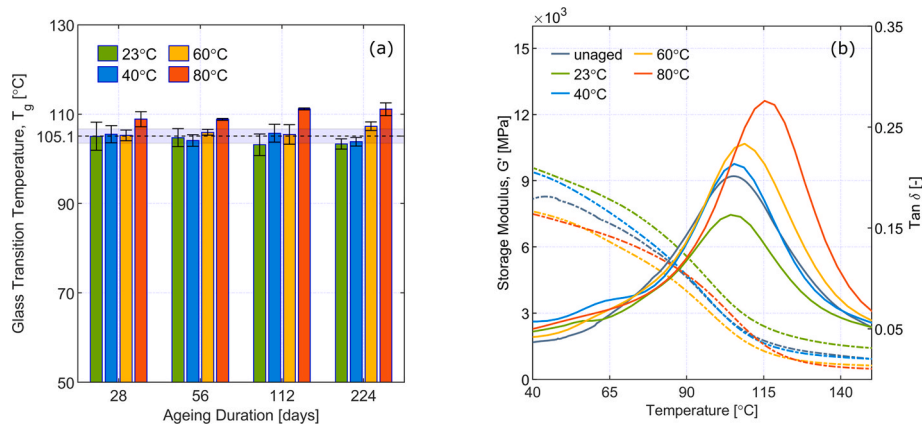 130
110
105.1
90
70
50
Glass Transition Temperature, T_g [°C]
(a)
23°C 60°C
40°C 80°C
28 56 112 224
Ageing Duration [days]
×10³
15
12
9
6
3
0
Storage Modulus, G' [MPa]
(b)
unaged 60°C
23°C 80°C
40°C
0.35
0.25
0.15
0.05
Tan δ [-]
40 65 90 115 140
Temperature [°C]